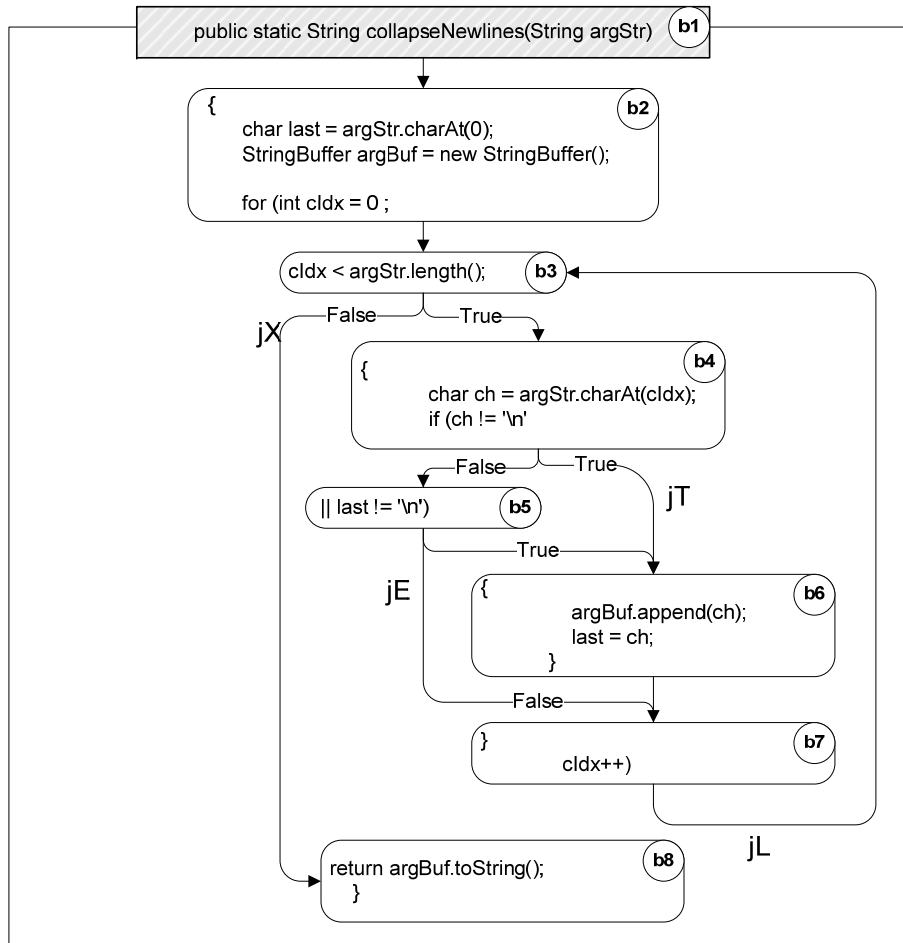 public static String collapseNewlines(String argStr)
b1
{
b2
char last = argStr.charAt(0);
StringBuffer argBuf = new StringBuffer();
for (int cIdx = 0 ;
cIdx < argStr.length();
b3
jX
False
True
b4
{
char ch = argStr.charAt(cIdx);
if (ch != '\n'
False
True
|| last != '\n')
b5
jT
True
jE
{
b6
argBuf.append(ch);
last = ch;
}
False
}
b7
cIdx++)
jL
b8
return argBuf.toString();
}